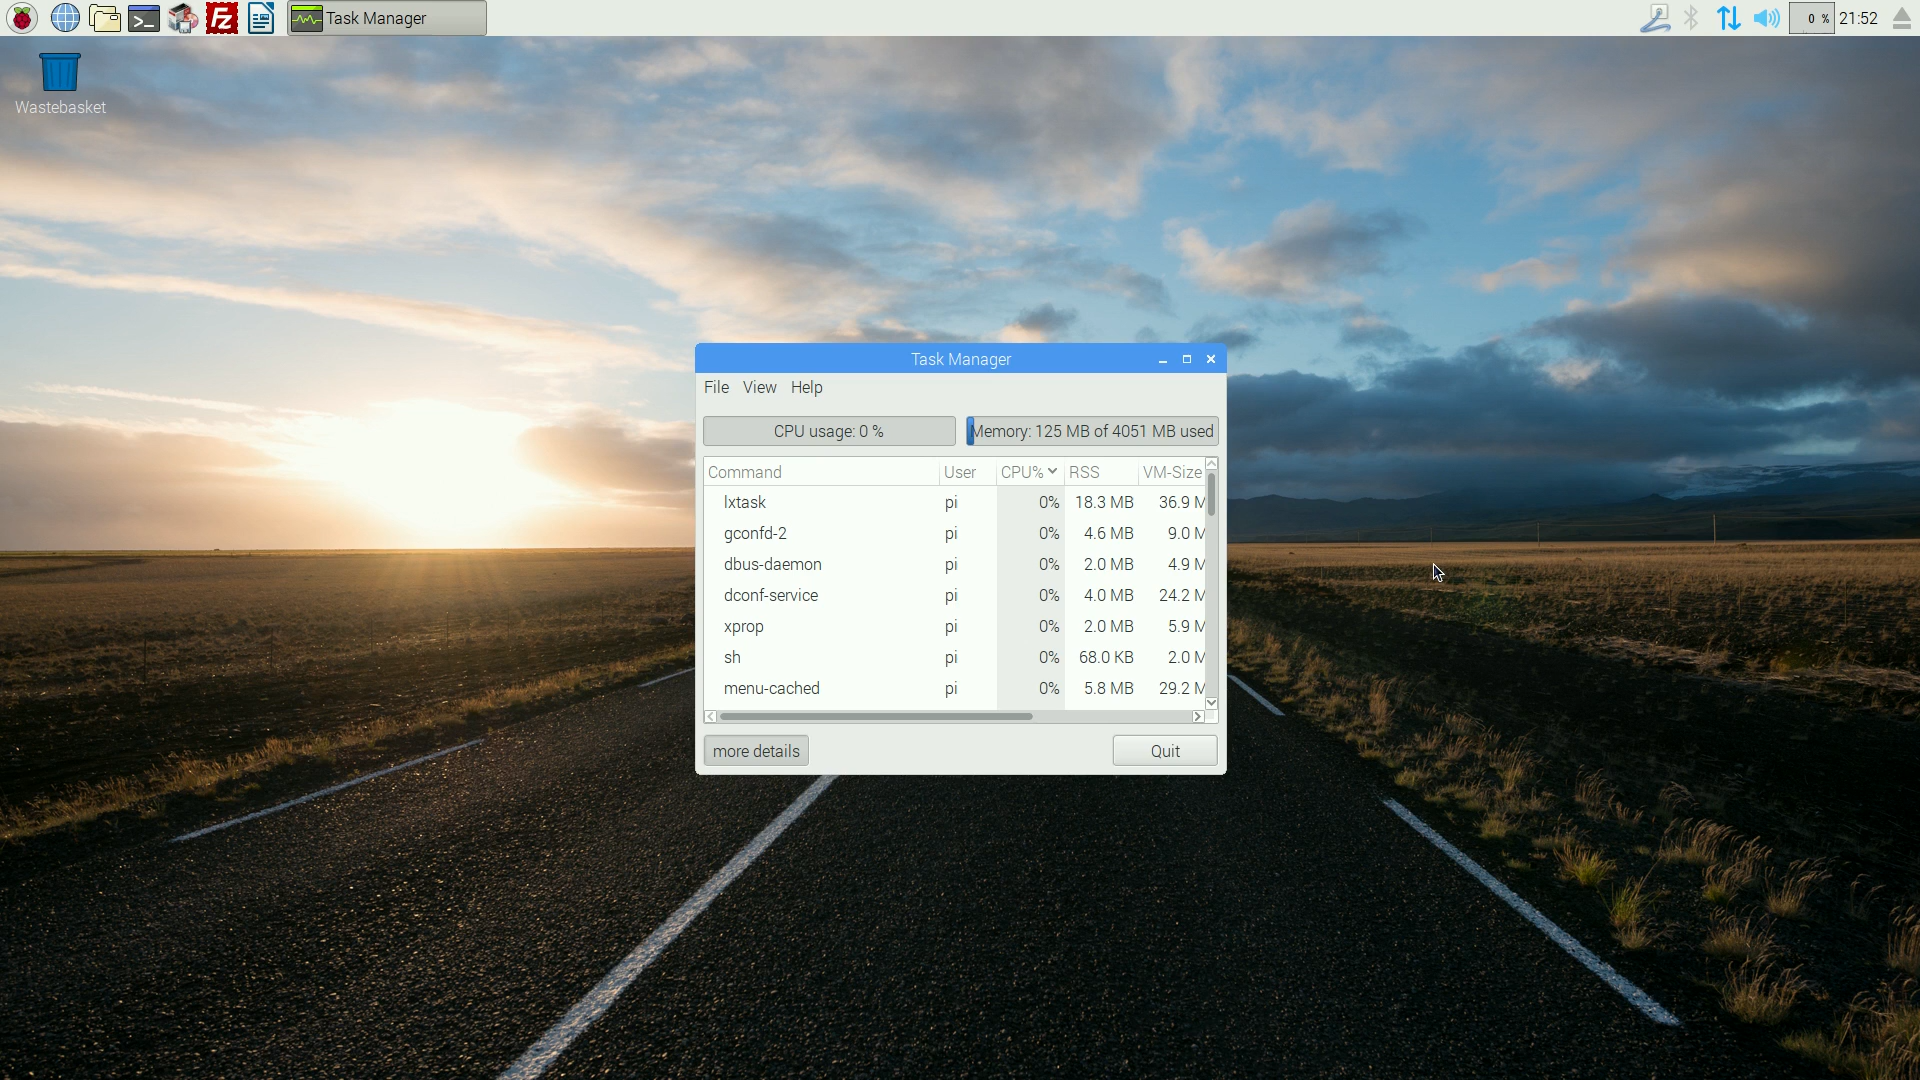 Task Manager
0 %
21:52
Wastebasket
Task Manager
File View Help
CPU usage: 0 %
Memory: 125 MB of 4051 MB used
Command User CPU% RSS VM-Size
lxtask pi 0% 18.3 MB 36.9 M
gconfd-2 pi 0% 4.6 MB 9.0 M
dbus-daemon pi 0% 2.0 MB 4.9 M
dconf-service pi 0% 4.0 MB 24.2 M
xprop pi 0% 2.0 MB 5.9 M
sh pi 0% 68.0 KB 2.0 M
menu-cached pi 0% 5.8 MB 29.2 M
more details
Quit